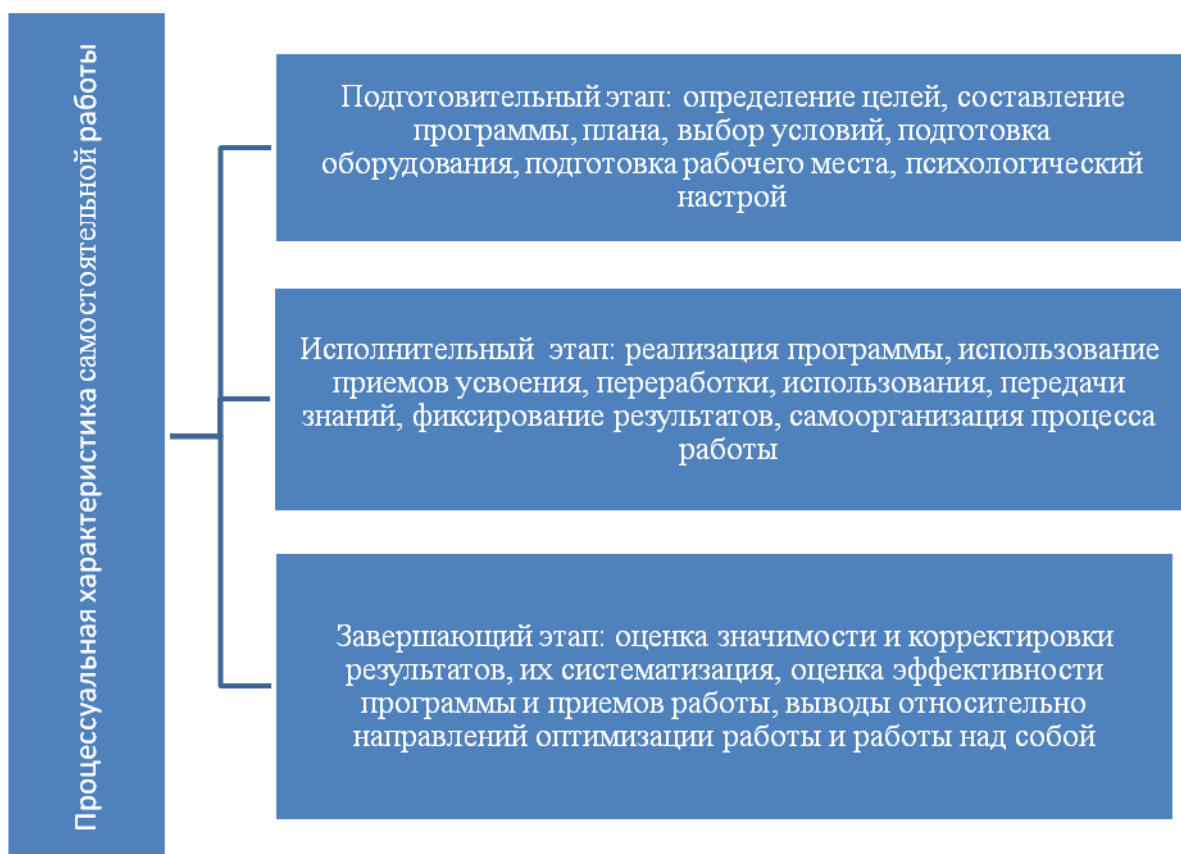 Процессуальная характеристика самостоятельной работы
Подготовительный этап: определение целей, составление
программы, плана, выбор условий, подготовка
оборудования, подготовка рабочего места, психологический
настрой
Исполнительный этап: реализация программы, использование
приемов усвоения, переработки, использования, передачи
знаний, фиксирование результатов, самоорганизация процесса
работы
Завершающий этап: оценка значимости и корректировки
результатов, их систематизация, оценка эффективности
программы и приемов работы, выводы относительно
направлений оптимизации работы и работы над собой